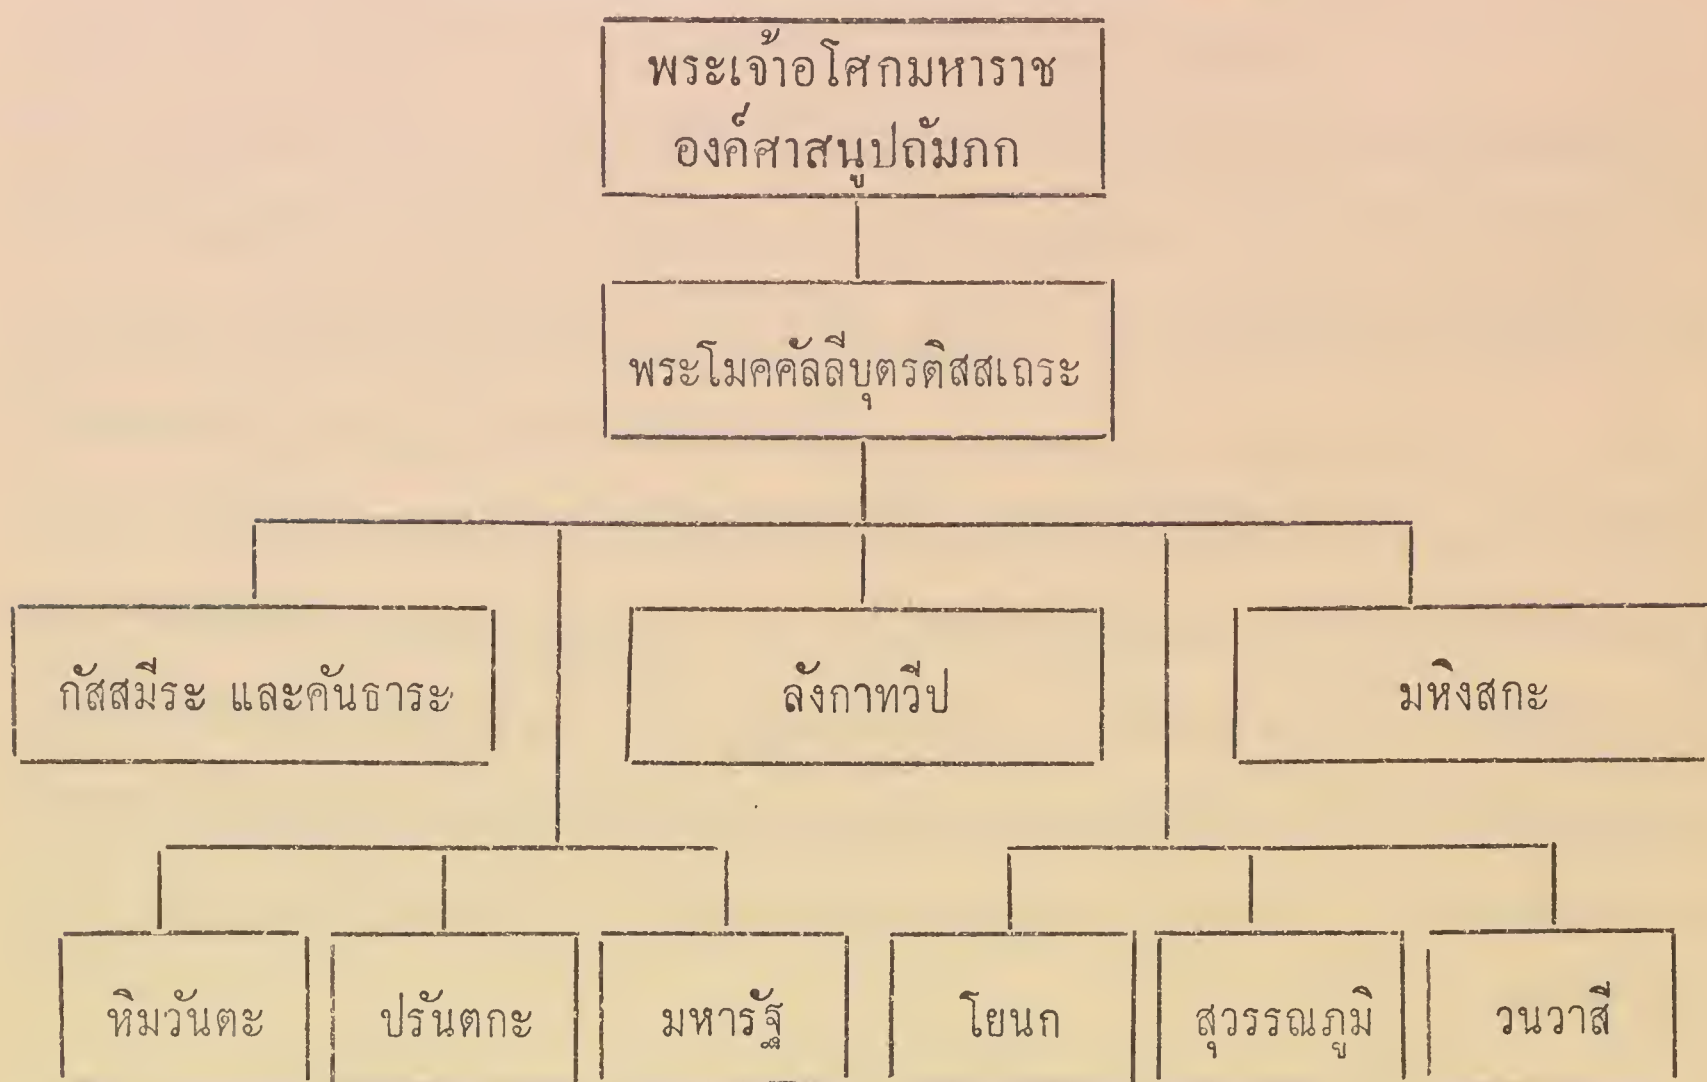 พระเจ้าอโศกมหาราช
องค์ศาสนูปถัมภก
พระโมคคัลลีบุตรติสสเถระ
กัสสมีระ และคันธาระ
ลังกาทวีป
มหิงสกะ
หิมวันตะ
ปรันตกะ
มหารัฐ
โยนก
สุวรรณภูมิ
วนวาสี